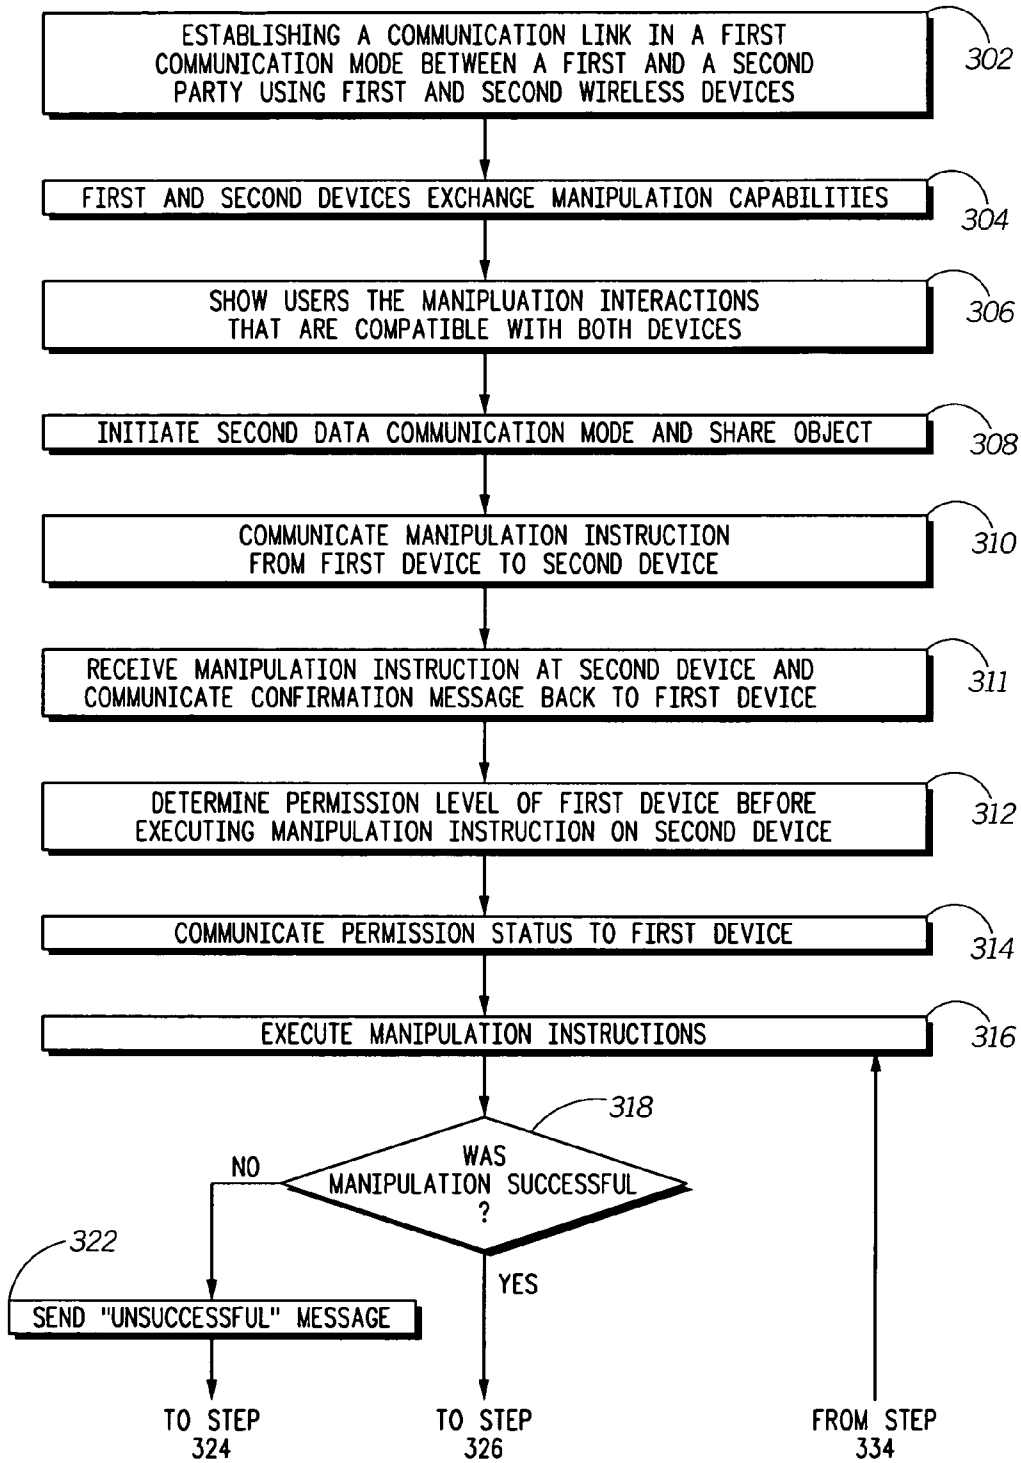 ESTABLISHING A COMMUNICATION LINK IN A FIRST
COMMUNICATION MODE BETWEEN A FIRST AND A SECOND
PARTY USING FIRST AND SECOND WIRELESS DEVICES
302
FIRST AND SECOND DEVICES EXCHANGE MANIPULATION CAPABILITIES
304
SHOW USERS THE MANIPLUATION INTERACTIONS
THAT ARE COMPATIBLE WITH BOTH DEVICES
306
INITIATE SECOND DATA COMMUNICATION MODE AND SHARE OBJECT
308
COMMUNICATE MANIPULATION INSTRUCTION
FROM FIRST DEVICE TO SECOND DEVICE
310
RECEIVE MANIPULATION INSTRUCTION AT SECOND DEVICE AND
COMMUNICATE CONFIRMATION MESSAGE BACK TO FIRST DEVICE
311
DETERMINE PERMISSION LEVEL OF FIRST DEVICE BEFORE
EXECUTING MANIPULATION INSTRUCTION ON SECOND DEVICE
312
COMMUNICATE PERMISSION STATUS TO FIRST DEVICE
314
EXECUTE MANIPULATION INSTRUCTIONS
316
318
WAS
MANIPULATION SUCCESSFUL
?
NO
YES
322
SEND "UNSUCCESSFUL" MESSAGE
TO STEP
324
TO STEP
326
FROM STEP
334